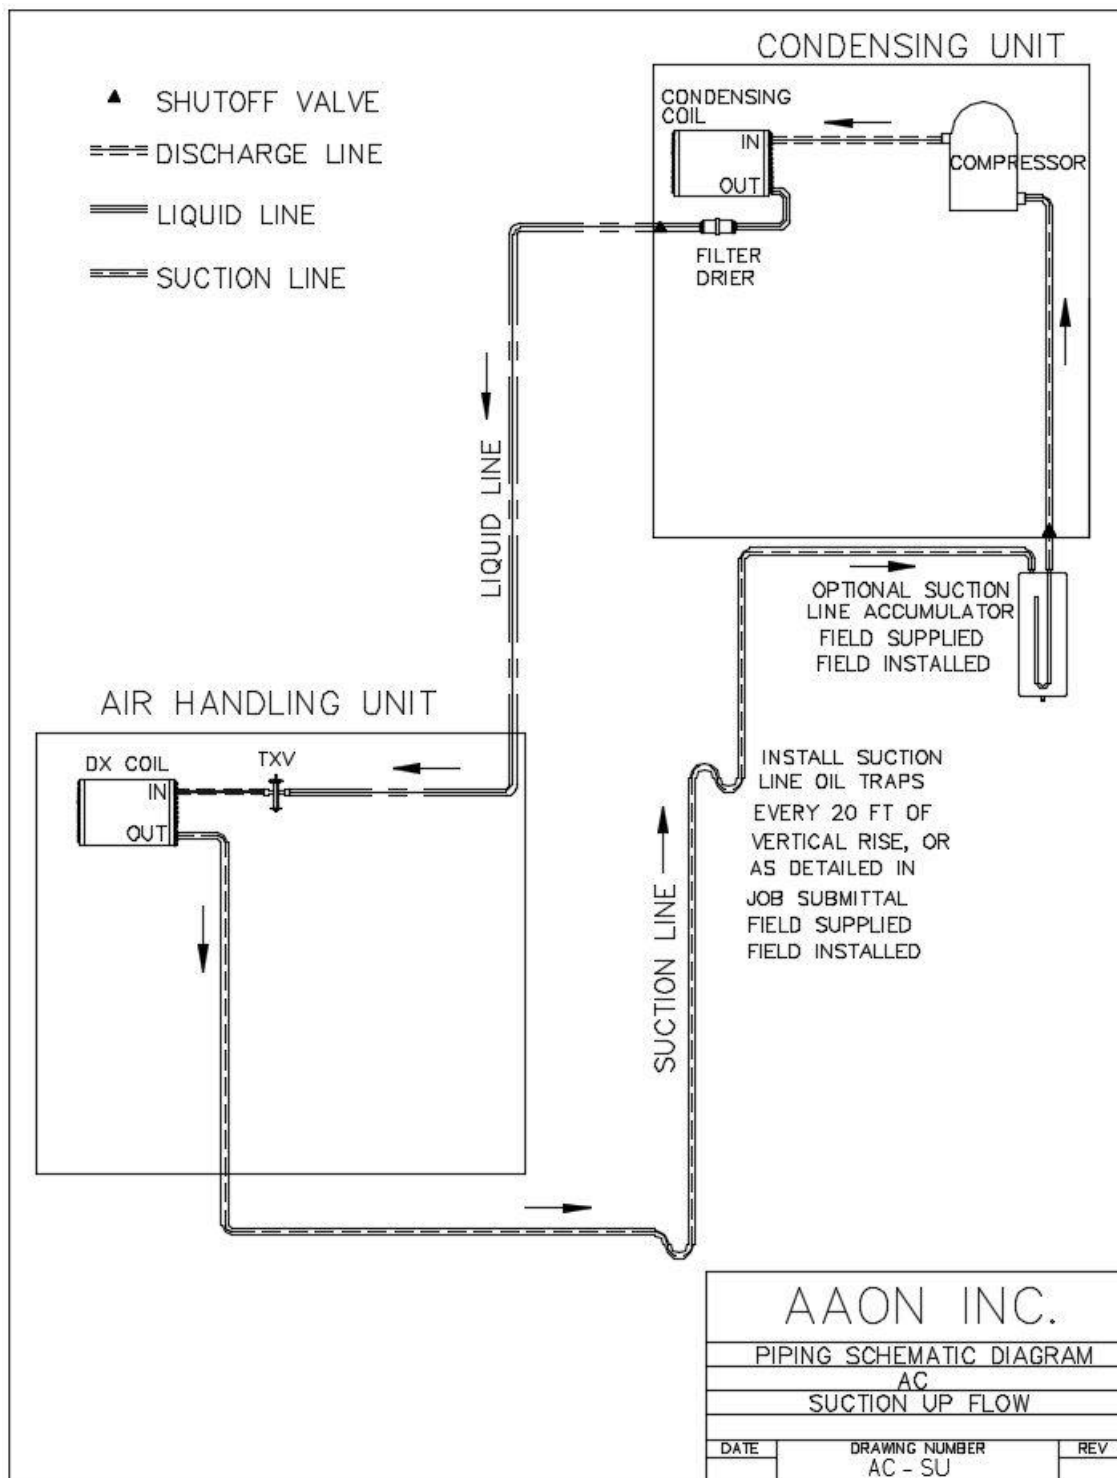 CONDENSING UNIT
SHUTOFF VALVE
DISCHARGE LINE
LIQUID LINE
SUCTION LINE
CONDENSING
COIL
IN
OUT
COMPRESSOR
FILTER
DRIER
LIQUID LINE
OPTIONAL SUCTION
LINE ACCUMULATOR
FIELD SUPPLIED
FIELD INSTALLED
AIR HANDLING UNIT
DX COIL
TXV
IN
OUT
INSTALL SUCTION
LINE OIL TRAPS
EVERY 20 FT OF
VERTICAL RISE, OR
AS DETAILED IN
JOB SUBMITTAL
FIELD SUPPLIED
FIELD INSTALLED
SUCTION LINE
AAON INC.
PIPING SCHEMATIC DIAGRAM
AC
SUCTION UP FLOW
DATE
DRAWING NUMBER
REV
AC - SU